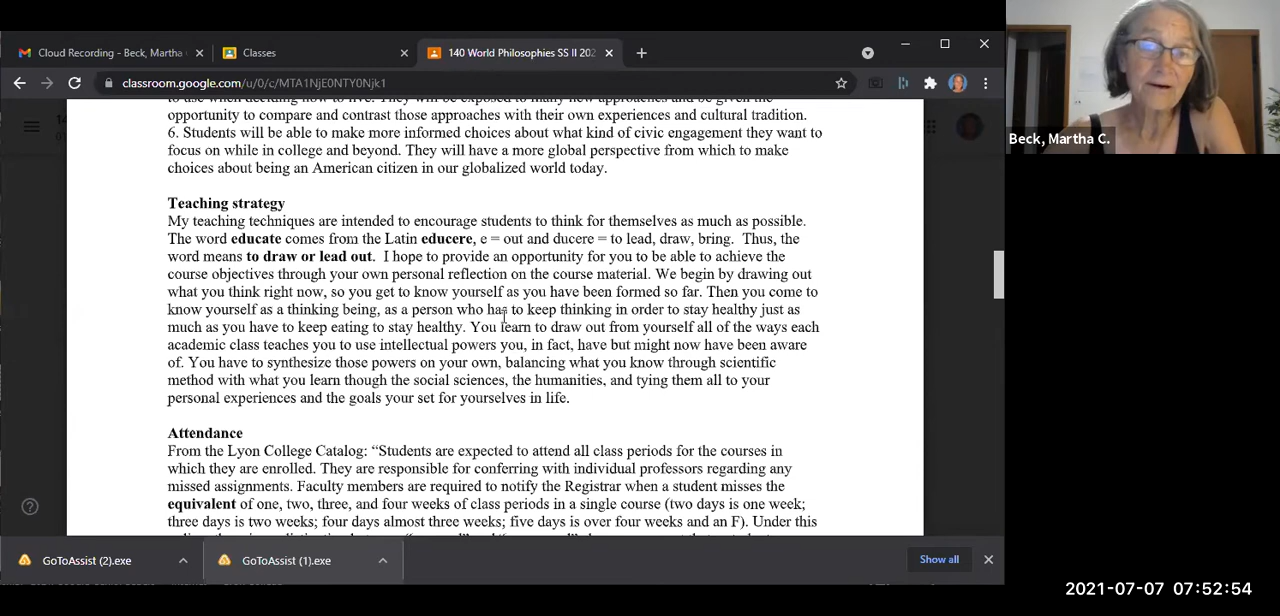 Cloud Recording - Beck, Martha
Classes
140 World Philosophies SS II 202
classroom.google.com/u/0/c/MTA1NjE0NTY0Njk1
Beck, Martha C.
opportunity to compare and contrast those approaches with their own experiences and cultural tradition.
6. Students will be able to make more informed choices about what kind of civic engagement they want to
focus on while in college and beyond. They will have a more global perspective from which to make
choices about being an American citizen in our globalized world today.
Teaching strategy
My teaching techniques are intended to encourage students to think for themselves as much as possible.
The word educate comes from the Latin educere, e = out and ducere = to lead, draw, bring. Thus, the
word means to draw or lead out. I hope to provide an opportunity for you to be able to achieve the
course objectives through your own personal reflection on the course material. We begin by drawing out
what you think right now, so you get to know yourself as you have been formed so far. Then you come to
know yourself as a thinking being, as a person who has to keep thinking in order to stay healthy just as
much as you have to keep eating to stay healthy. You learn to draw out from yourself all of the ways each
academic class teaches you to use intellectual powers you, in fact, have but might now have been aware
of. You have to synthesize those powers on your own, balancing what you know through scientific
method with what you learn though the social sciences, the humanities, and tying them all to your
personal experiences and the goals your set for yourselves in life.
Attendance
From the Lyon College Catalog: “Students are expected to attend all class periods for the courses in
which they are enrolled. They are responsible for conferring with individual professors regarding any
missed assignments. Faculty members are required to notify the Registrar when a student misses the
equivalent of one, two, three, and four weeks of class periods in a single course (two days is one week;
three days is two weeks; four days almost three weeks; five days is over four weeks and an F). Under this
GoToAssist (2).exe
GoToAssist (1).exe
Show all
2021-07-07 07:52:54